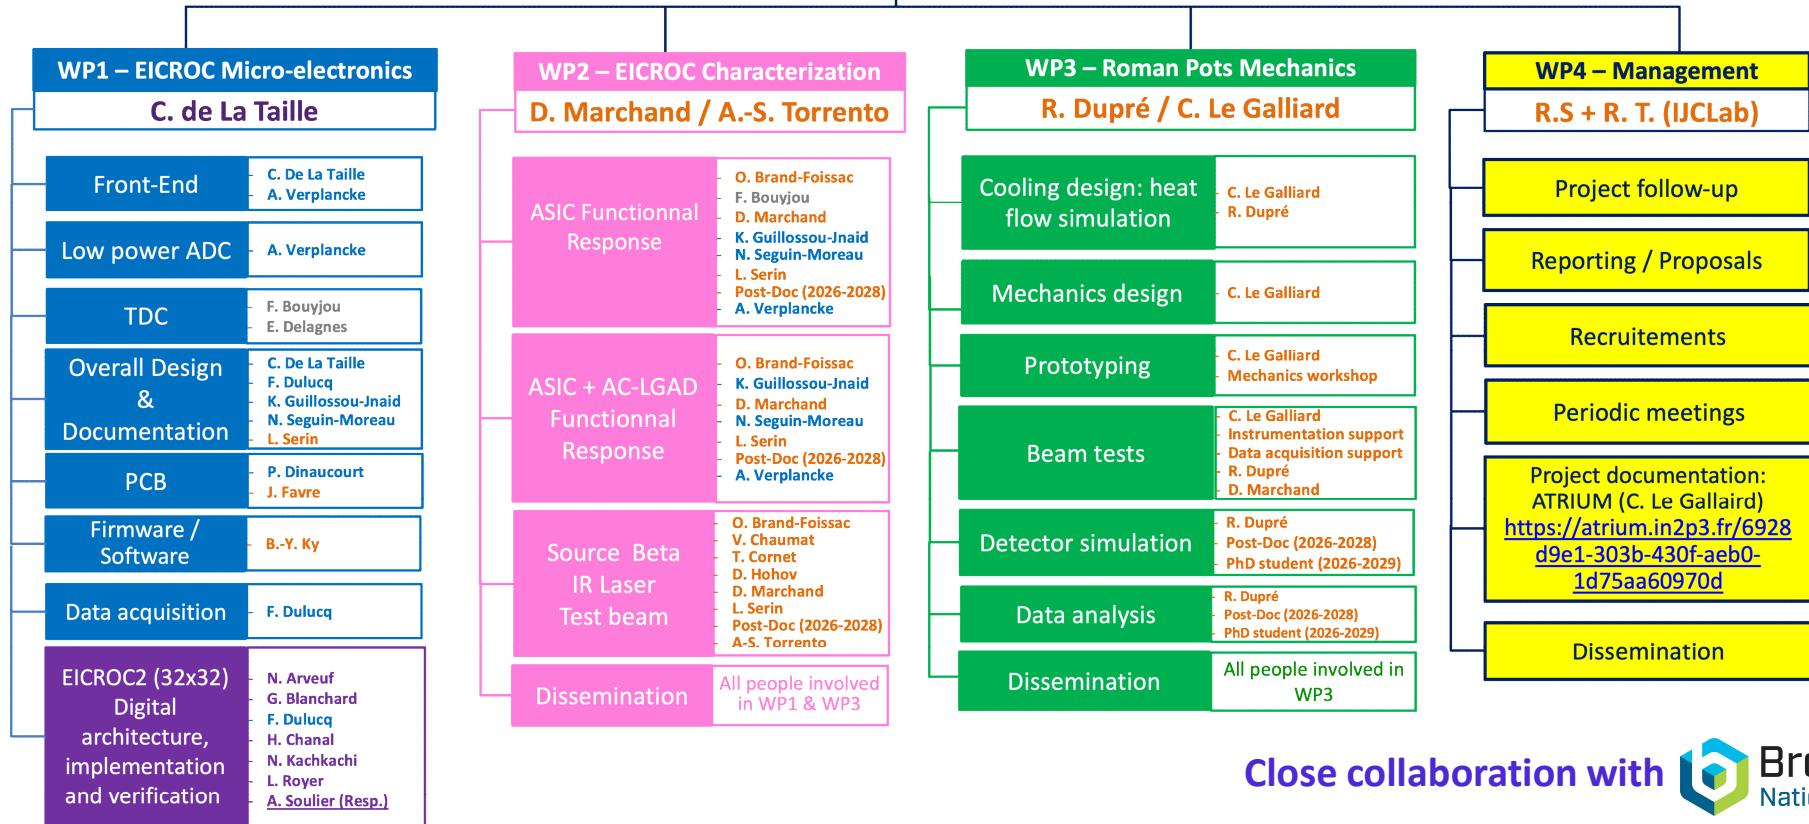 WP1 – EICROC Micro-electronics
C. de La Taille
Front-End
- C. De La Taille
- A. Verplancke
Low power ADC
- A. Verplancke
TDC
- F. Bouyjou
- E. Delagnes
Overall Design
&
Documentation
- C. De La Taille
- F. Dulucq
- K. Guillossou-Jnaid
- N. Seguin-Moreau
- L. Serin
PCB
- P. Dinaucourt
- J. Favre
Firmware /
Software
- B.-Y. Ky
Data acquisition
- F. Dulucq
EICROC2 (32x32)
Digital
architecture,
implementation
and verification
- N. Arveuf
- G. Blanchard
- F. Dulucq
- H. Chanal
- N. Kachkachi
- L. Royer
- A. Soulier (Resp.)
WP2 – EICROC Characterization
D. Marchand / A.-S. Torrento
ASIC Functionnal
Response
- O. Brand-Foissac
- F. Bouyjou
- D. Marchand
- K. Guillossou-Jnaid
- N. Seguin-Moreau
- L. Serin
- Post-Doc (2026-2028)
- A. Verplancke
ASIC + AC-LGAD
Functionnal
Response
- O. Brand-Foissac
- K. Guillossou-Jnaid
- D. Marchand
- N. Seguin-Moreau
- L. Serin
- Post-Doc (2026-2028)
- A. Verplancke
Source Beta
IR Laser
Test beam
- O. Brand-Foissac
- V. Chaumat
- T. Cornet
- D. Hohov
- D. Marchand
- L. Serin
- Post-Doc (2026-2028)
- A-S. Torrento
Dissemination
All people involved
in WP1 & WP3
WP3 – Roman Pots Mechanics
R. Dupré / C. Le Galliard
Cooling design: heat
flow simulation
- C. Le Galliard
- R. Dupré
Mechanics design
- C. Le Galliard
Prototyping
- C. Le Galliard
- Mechanics workshop
Beam tests
- C. Le Galliard
- Instrumentation support
- Data acquisition support
- R. Dupré
- D. Marchand
Detector simulation
- R. Dupré
- Post-Doc (2026-2028)
- PhD student (2026-2029)
Data analysis
- R. Dupré
- Post-Doc (2026-2028)
- PhD student (2026-2029)
Dissemination
All people involved in
WP3
WP4 – Management
R.S + R. T. (IJCLab)
Project follow-up
Reporting / Proposals
Recruitements
Periodic meetings
Project documentation:
ATRIUM (C. Le Gallaird)
https://atrium.in2p3.fr/6928
d9e1-303b-430f-aeb0-
1d75aa60970d
Dissemination
Close collaboration with